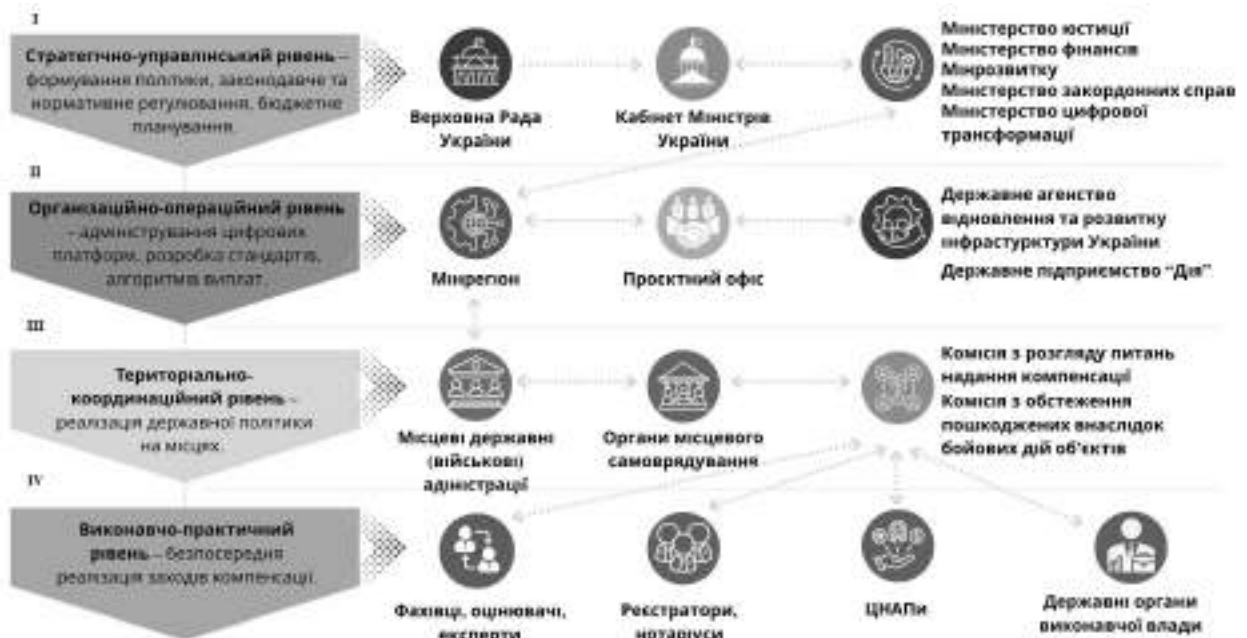 I
Стратегічно-управлінський рівень –
формування політики, законодавче та
нормативне регулювання, бюджетне
планування.
Верховна Рада
України
Кабінет Міністрів
України
Міністерство юстиції
Міністерство фінансів
Мінрозвитку
Міністерство закордонних справ
Міністерство цифрової
трансформації
II
Організаційно-операційний рівень
– адміністрування цифрових
платформ, розробка стандартів,
алгоритмів виплат.
Мінрегіон
Проєктний офіс
Державне агенство
відновлення та розвитку
інфраструртури України
Державне підприємство “Дія”
III
Територіально-
координаційний рівень –
реалізація державної політики
на місцях.
Місцеві державні
(військові)
адіністрації
Органи місцевого
самоврядування
Комісія з розгляду питань
надання компенсації
Комісія з обстеження
пошкоджених внаслідок
бойових дій об'єктів
IV
Виконавчо-практичний
рівень – безпосередня
реалізація заходів компенсації.
Фахівці, оцінювачі,
експерти
Реєстратори,
нотаріуси
ЦНАПи
Державні органи
виконавчої влади